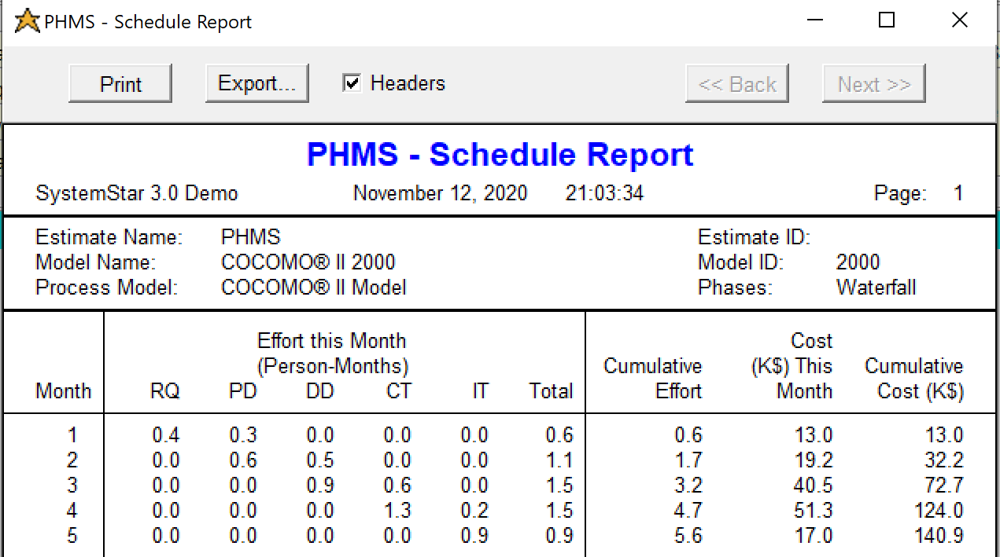 PHMS - Schedule Report
Print Export... Headers << Back Next >>
PHMS - Schedule Report
SystemStar 3.0 Demo November 12, 2020 21:03:34 Page: 1
Estimate Name: PHMS Estimate ID:
Model Name: COCOMO® II 2000 Model ID: 2000
Process Model: COCOMO® II Model Phases: Waterfall
Effort this Month Cost
(Person-Months) Cumulative (K$) This Cumulative
Month RQ PD DD CT IT Total Effort Month Cost (K$)
1 0.4 0.3 0.0 0.0 0.0 0.6 0.6 13.0 13.0
2 0.0 0.6 0.5 0.0 0.0 1.1 1.7 19.2 32.2
3 0.0 0.0 0.9 0.6 0.0 1.5 3.2 40.5 72.7
4 0.0 0.0 0.0 1.3 0.2 1.5 4.7 51.3 124.0
5 0.0 0.0 0.0 0.0 0.9 0.9 5.6 17.0 140.9